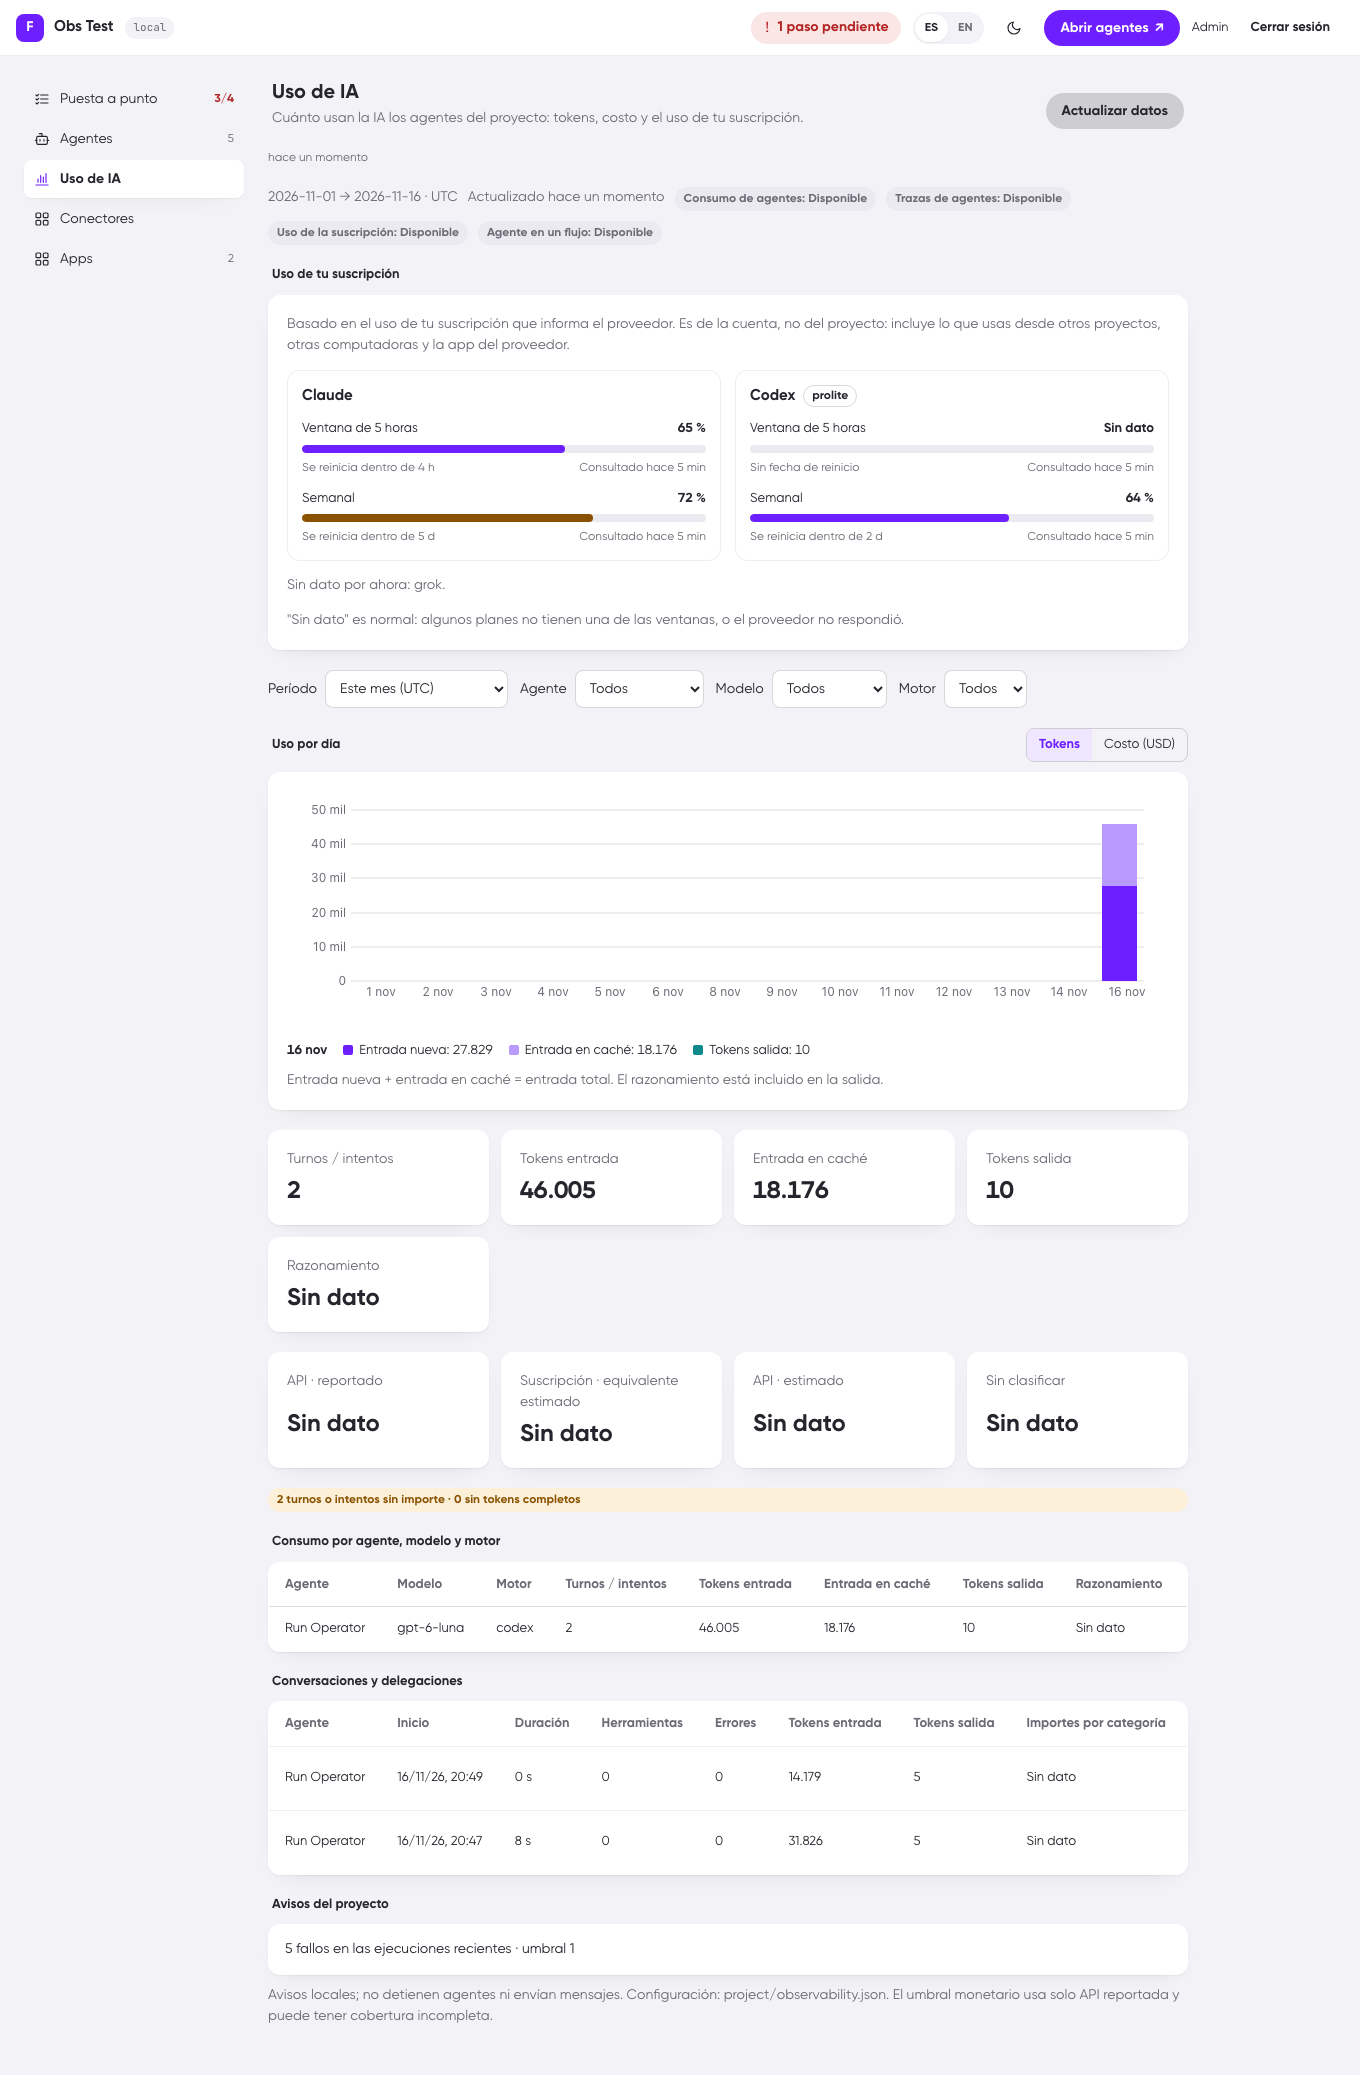 F Obs Test local
! 1 paso pendiente ES EN Abrir agentes ↗ Admin Cerrar sesión
Puesta a punto 3/4
Agentes 5
Uso de IA
Conectores
Apps 2
Uso de IA
Cuánto usan la IA los agentes del proyecto: tokens, costo y el uso de tu suscripción.
Actualizar datos
hace un momento
2026-11-01 → 2026-11-16 · UTC Actualizado hace un momento Consumo de agentes: Disponible Trazas de agentes: Disponible
Uso de la suscripción: Disponible Agente en un flujo: Disponible
Uso de tu suscripción
Basado en el uso de tu suscripción que informa el proveedor. Es de la cuenta, no del proyecto: incluye lo que usas desde otros proyectos,
otras computadoras y la app del proveedor.
Claude
Ventana de 5 horas 65 %
Se reinicia dentro de 4 h Consultado hace 5 min
Semanal 72 %
Se reinicia dentro de 5 d Consultado hace 5 min
Codex prolite
Ventana de 5 horas Sin dato
Sin fecha de reinicio Consultado hace 5 min
Semanal 64 %
Se reinicia dentro de 2 d Consultado hace 5 min
Sin dato por ahora: grok.
"Sin dato" es normal: algunos planes no tienen una de las ventanas, o el proveedor no respondió.
Período Este mes (UTC) Agente Todos Modelo Todos Motor Todos
Uso por día Tokens Costo (USD)
50 mil
40 mil
30 mil
20 mil
10 mil
0
1 nov 2 nov 3 nov 4 nov 5 nov 6 nov 8 nov 9 nov 10 nov 11 nov 12 nov 13 nov 14 nov 16 nov
16 nov Entrada nueva: 27.829 Entrada en caché: 18.176 Tokens salida: 10
Entrada nueva + entrada en caché = entrada total. El razonamiento está incluido en la salida.
Turnos / intentos
2
Tokens entrada
46.005
Entrada en caché
18.176
Tokens salida
10
Razonamiento
Sin dato
API · reportado
Sin dato
Suscripción · equivalente
estimado
Sin dato
API · estimado
Sin dato
Sin clasificar
Sin dato
2 turnos o intentos sin importe · 0 sin tokens completos
Consumo por agente, modelo y motor
Agente Modelo Motor Turnos / intentos Tokens entrada Entrada en caché Tokens salida Razonamiento
Run Operator gpt-6-luna codex 2 46.005 18.176 10 Sin dato
Conversaciones y delegaciones
Agente Inicio Duración Herramientas Errores Tokens entrada Tokens salida Importes por categoría
Run Operator 16/11/26, 20:49 0 s 0 0 14.179 5 Sin dato
Run Operator 16/11/26, 20:47 8 s 0 0 31.826 5 Sin dato
Avisos del proyecto
5 fallos en las ejecuciones recientes · umbral 1
Avisos locales; no detienen agentes ni envían mensajes. Configuración: project/observability.json. El umbral monetario usa solo API reportada y
puede tener cobertura incompleta.